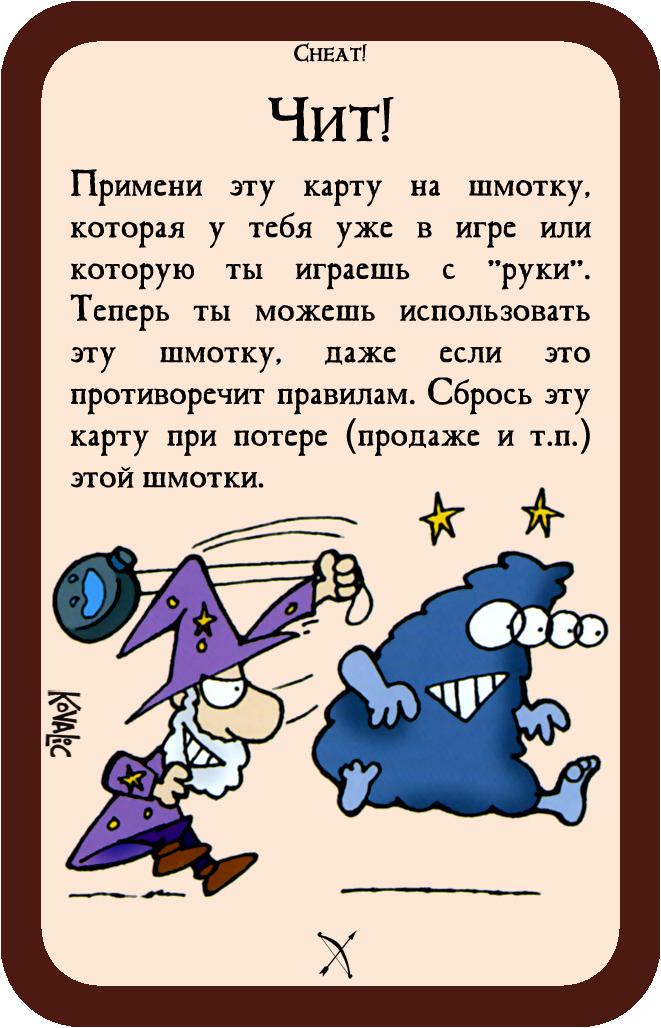 Cheat!
Чит!
Примени эту карту на шмотку,
которая у тебя уже в игре или
которую ты играешь с "руки".
Теперь ты можешь использовать
эту шмотку, даже если это
противоречит правилам. Сбрось эту
карту при потере (продаже и т.п.)
этой шмотки.
Kovalic